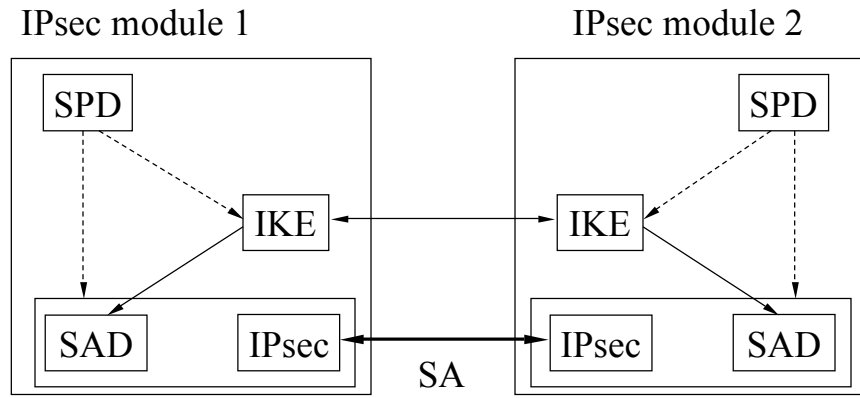 IPsec module 1
IPsec module 2
SPD
SPD
IKE
IKE
SAD
IPsec
IPsec
SAD
SA